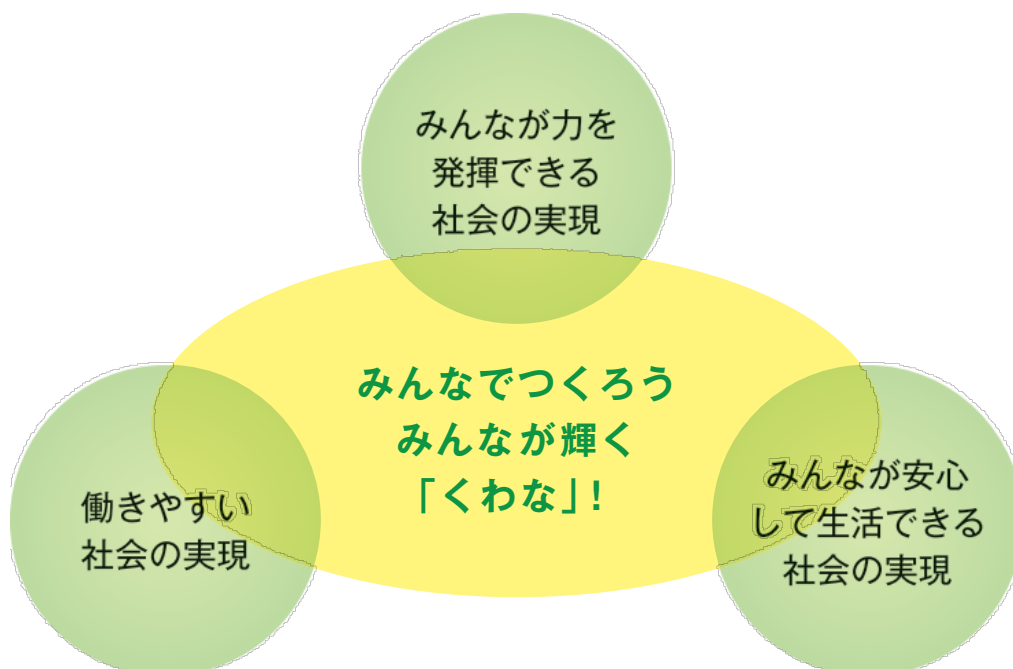 みんなが力を
発揮できる
社会の実現
みんなでつくろう
みんなが輝く
「くわな」！
働きやすい
社会の実現
みんなが安心
して生活できる
社会の実現